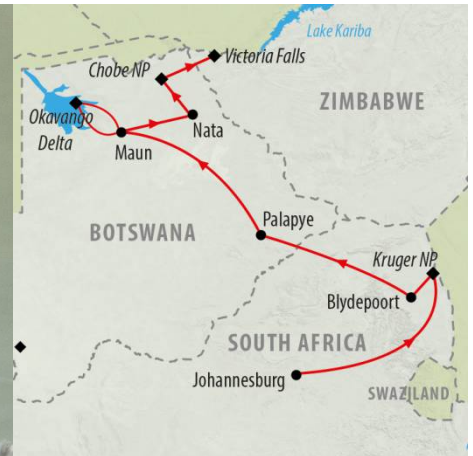 Lake Kariba
Victoria Falls
Chobe NP
ZIMBABWE
Okavango
Delta
Nata
Maun
Palapye
BOTSWANA
Kruger NP
Blydepoort
SOUTH AFRICA
Johannesburg
SWAZILAND